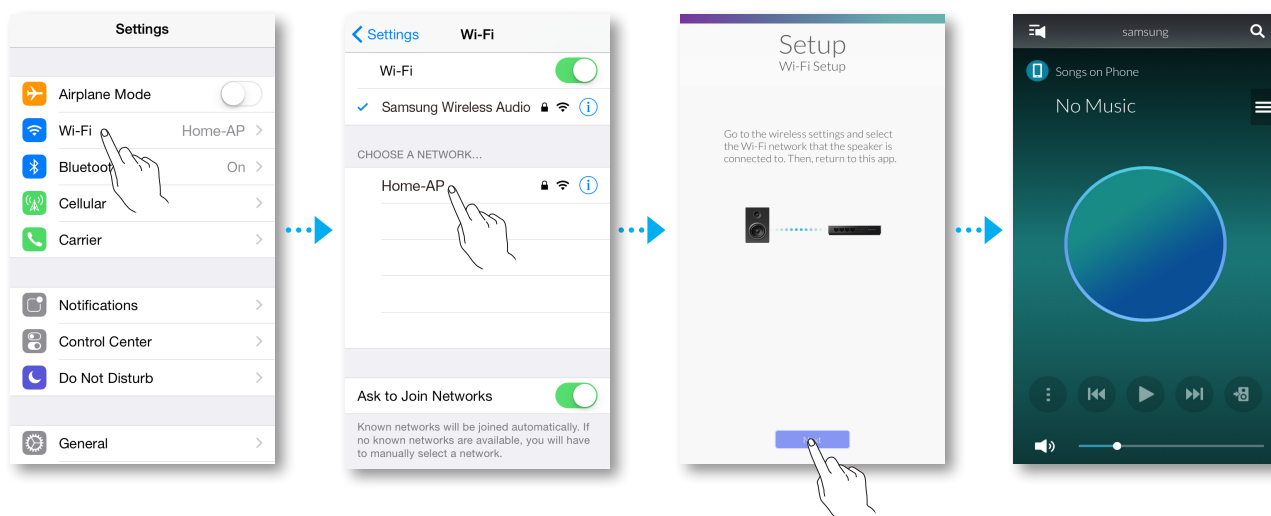 Settings
Airplane Mode
Wi-Fi Home-AP
On
Cellular
Carrier
Notifications
Control Center
Do Not Disturb
General
Settings Wi-Fi
Wi-Fi
Samsung Wireless Audio
CHOOSE A NETWORK...
Home-AP
Ask to Join Networks
Known networks will be joined automatically. If
no known networks are available, you will have
to manually select a network.
Setup
Wi-Fi Setup
Go to the wireless settings and select
the Wi-Fi network that the speaker is
connected to. Then, return to this app.
samsung
Songs on Phone
No Music